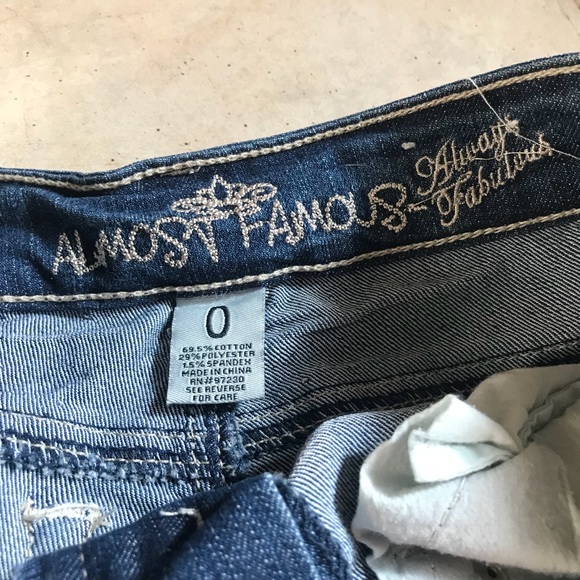 ALMOST FAMOUS
Always
Fabulous
0
69.5% COTTON
29% POLYESTER
1.5% SPANDEX
MADE IN CHINA
RN#97230
SEE REVERSE
FOR CARE